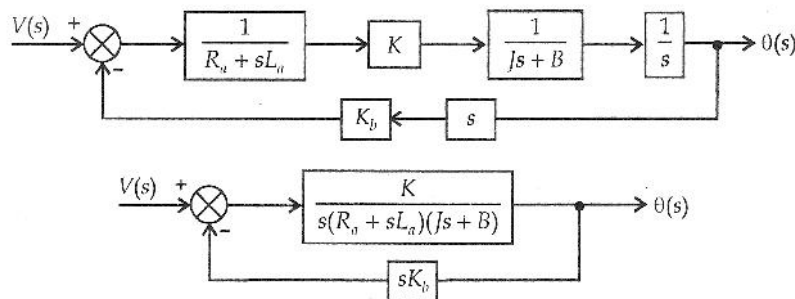 V(s) + 1 K 1 1 θ(s)
R_a + sL_a Js + B s
−
K_b s
V(s) + K θ(s)
s(R_a + sL_a)(Js + B)
−
sK_b